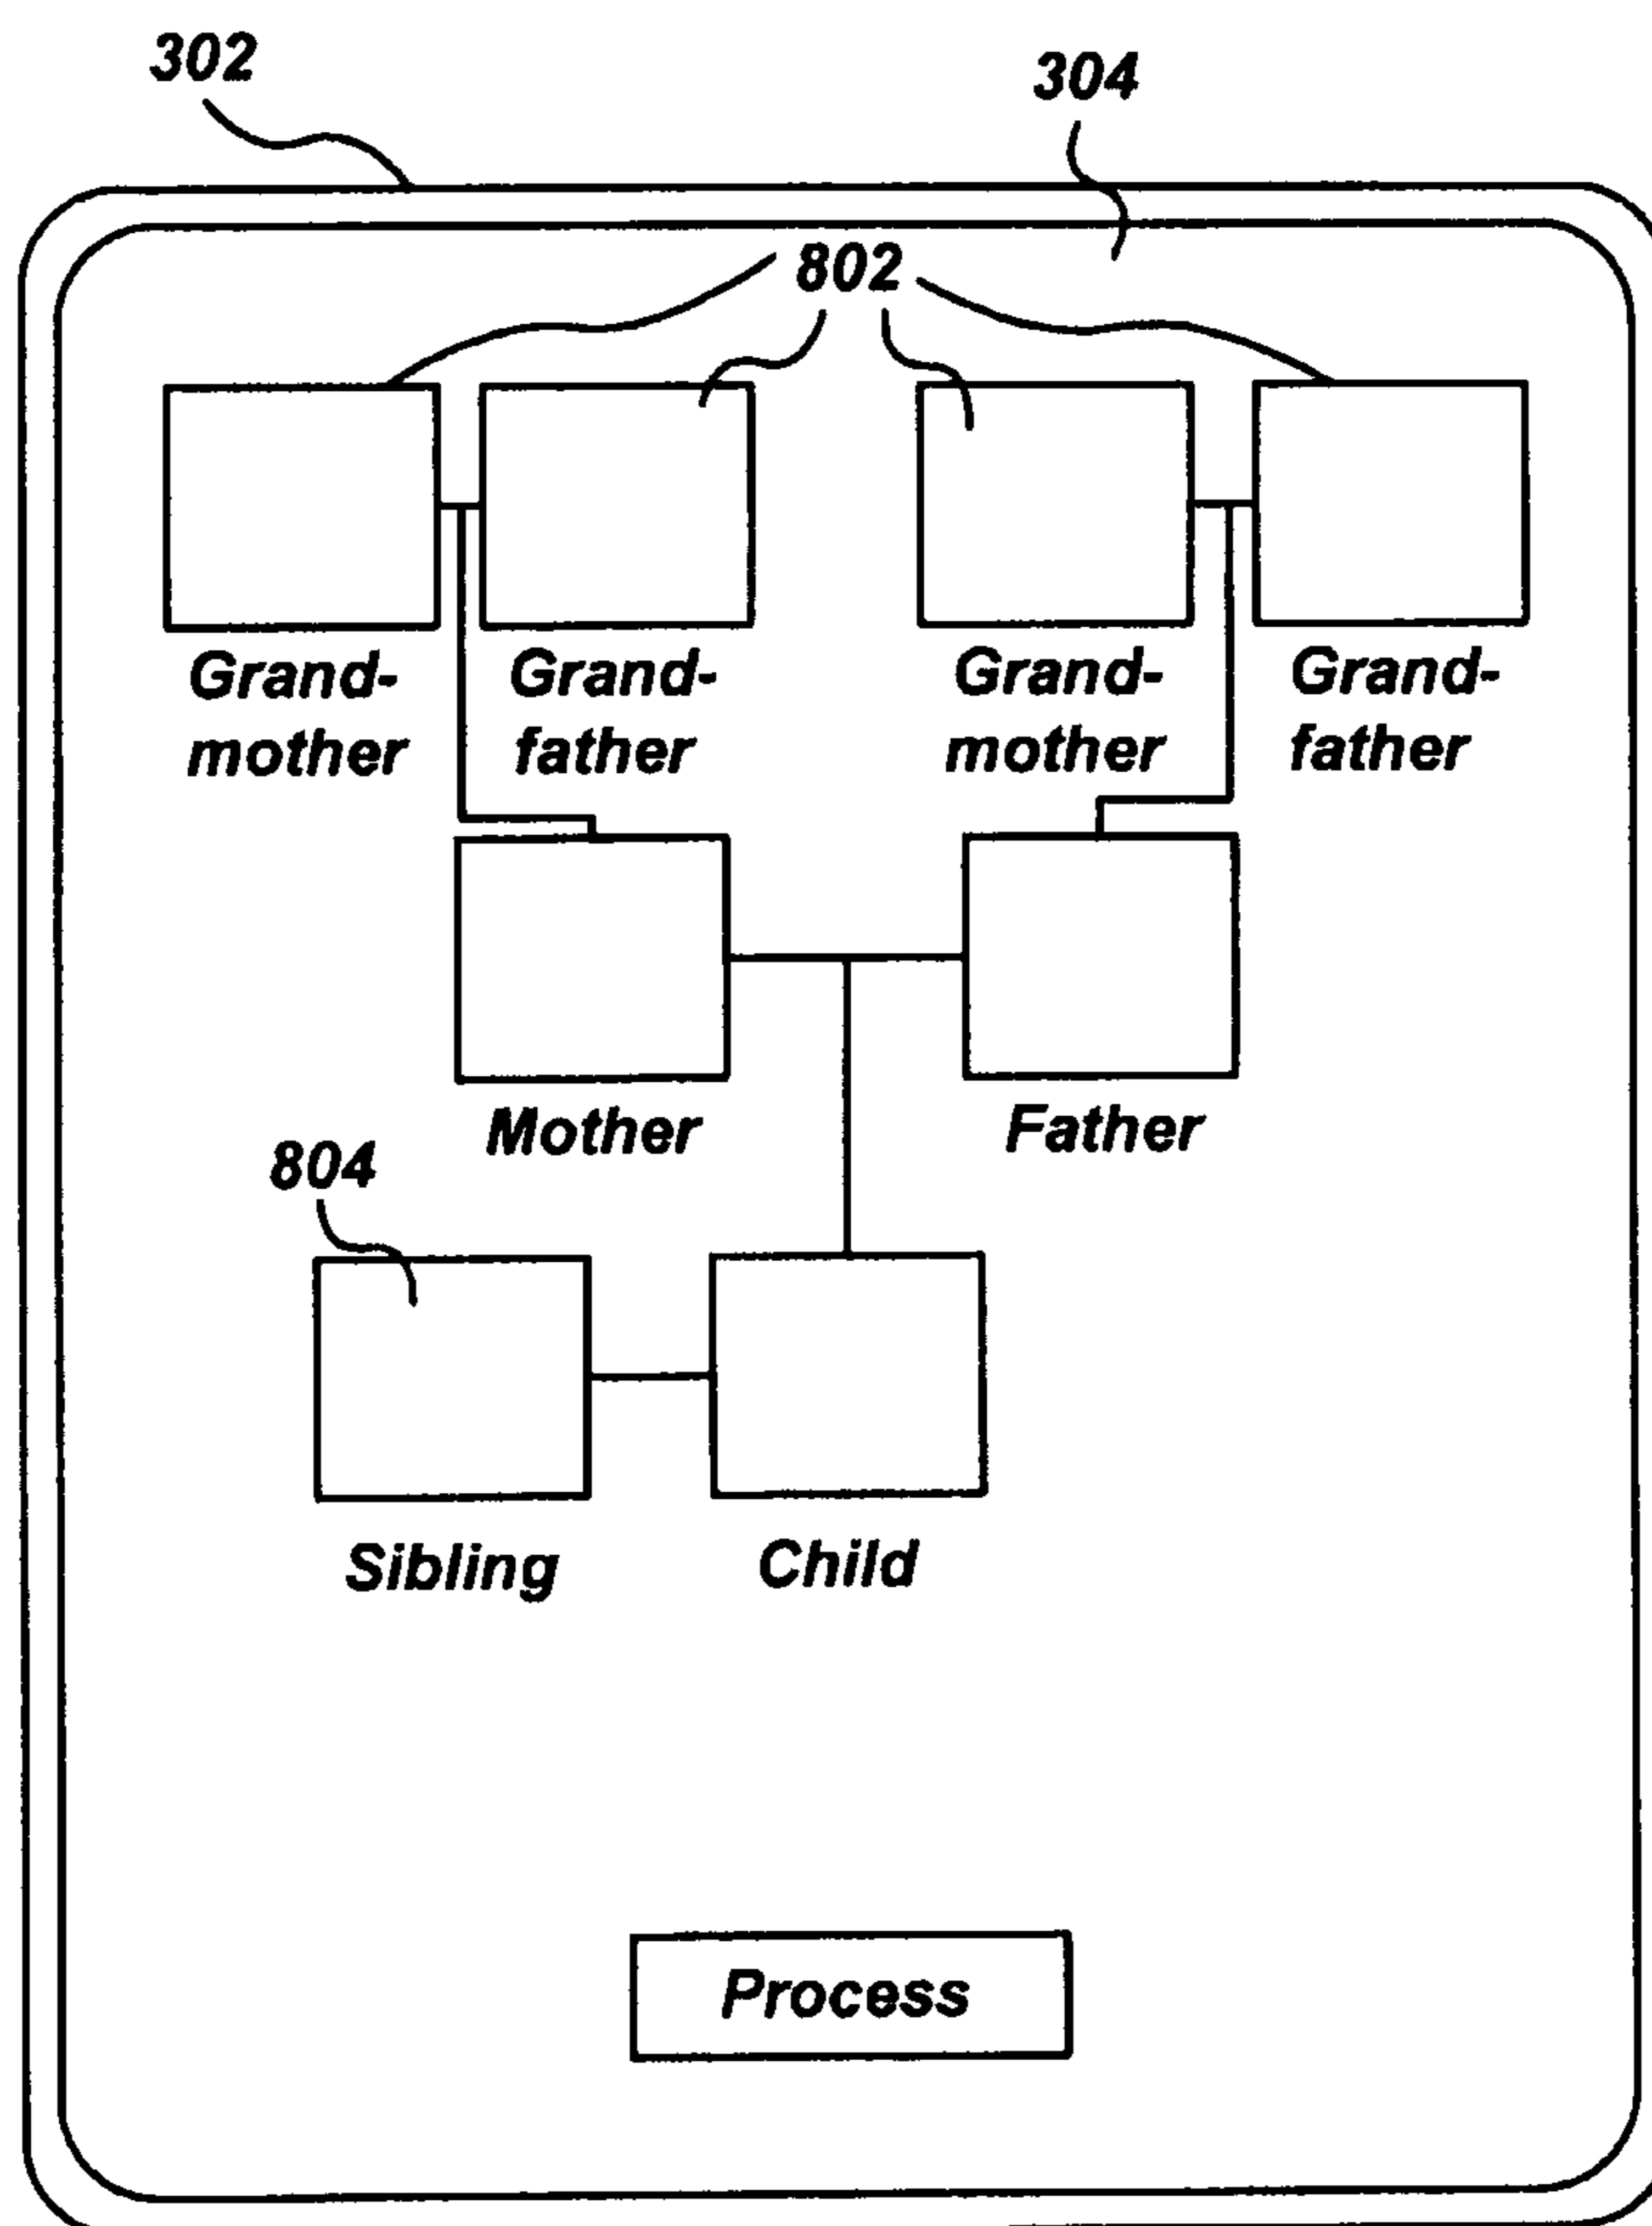 302
304
802
Grand-
mother
Grand-
father
Grand-
mother
Grand-
father
Mother
Father
804
Sibling
Child
Process